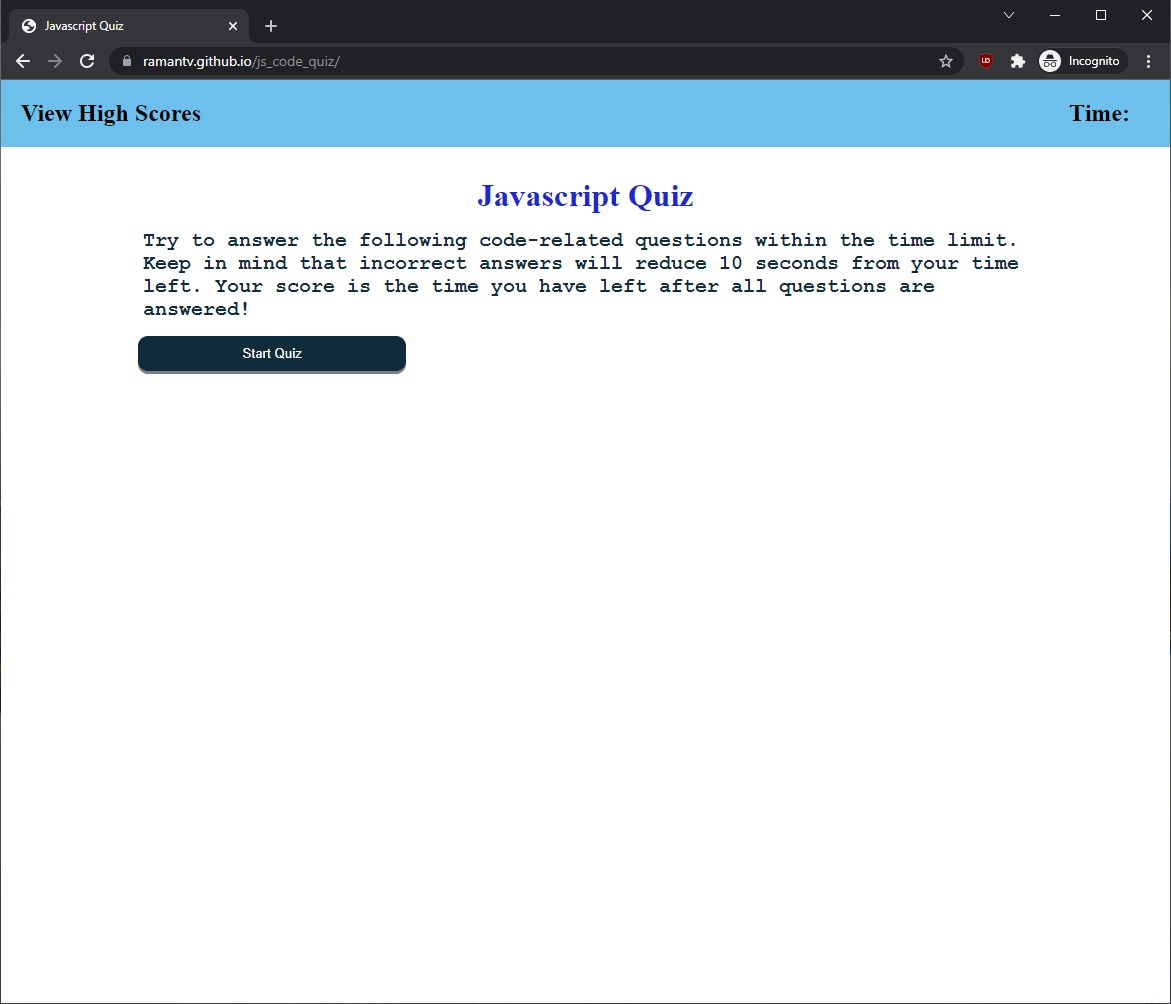 Javascript Quiz
ramantv.github.io/js_code_quiz/
Incognito
View High Scores
Time:
Javascript Quiz
Try to answer the following code-related questions within the time limit.
Keep in mind that incorrect answers will reduce 10 seconds from your time
left. Your score is the time you have left after all questions are
answered!
Start Quiz